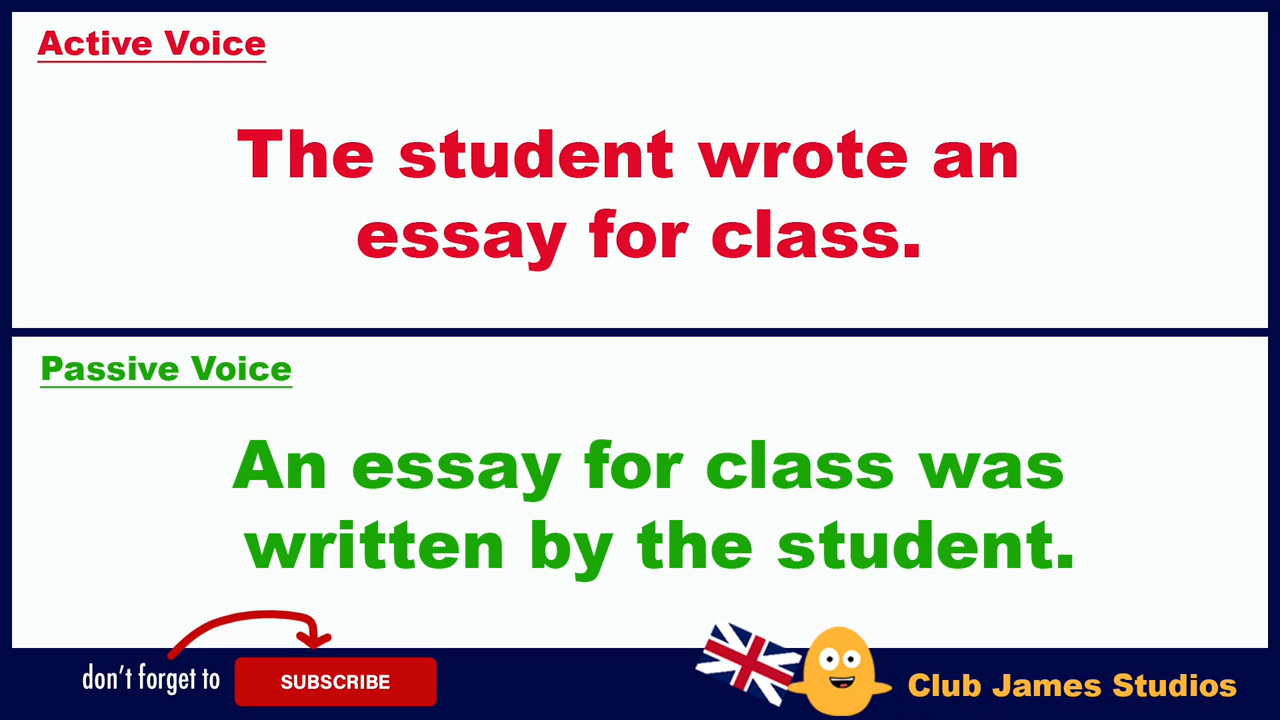 Active Voice
The student wrote an
essay for class.
Passive Voice
An essay for class was
written by the student.
don't forget to
SUBSCRIBE
Club James Studios